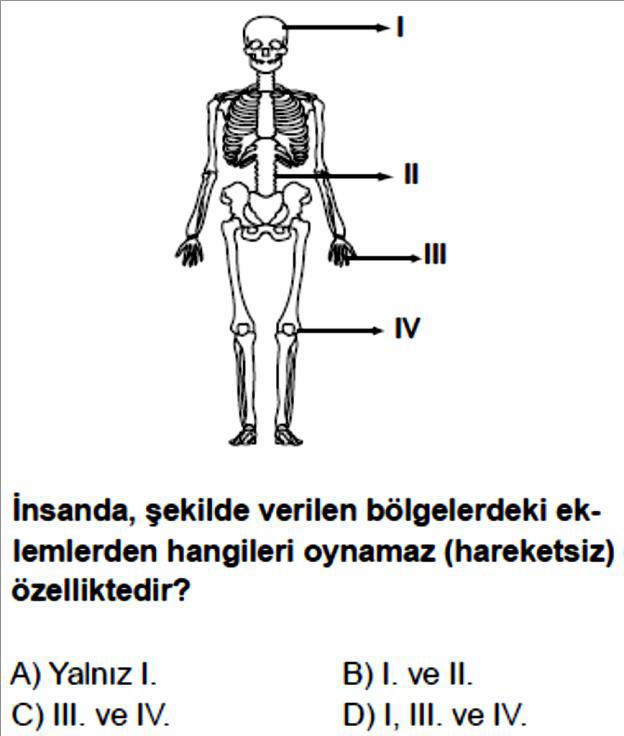 I
II
III
IV
İnsanda, şekilde verilen bölgelerdeki ek-
lemlerden hangileri oynamaz (hareketsiz)
özelliktedir?
A) Yalnız I.
B) I. ve II.
C) III. ve IV.
D) I, III. ve IV.